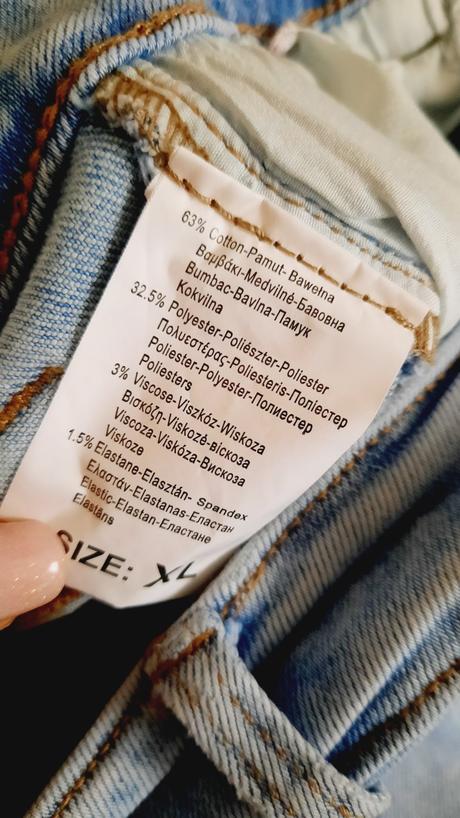 63% Cotton-Pamut- Bawełna
Βαμβάκι-Medvilnė-Бавовна
Bumbac-Bavlna-Памук
Kokvilna
32.5% Polyester-Poliészter-Poliester
Πολυεστέρας-Poliesteris-Поліестер
Poliester-Polyester-Полиестер
Poliesters
3% Viscose-Viszkóz-Wiskoza
Βισκόζη-Viskozė-віскоза
Viscoza-Viskóza-Вискоза
Viskoze
1.5% Elastane-Elasztán- Spandex
Ελαστάν-Elastanas-Еластан
Elastic-Elastan-Еластане
Elastāns
SIZE: XL